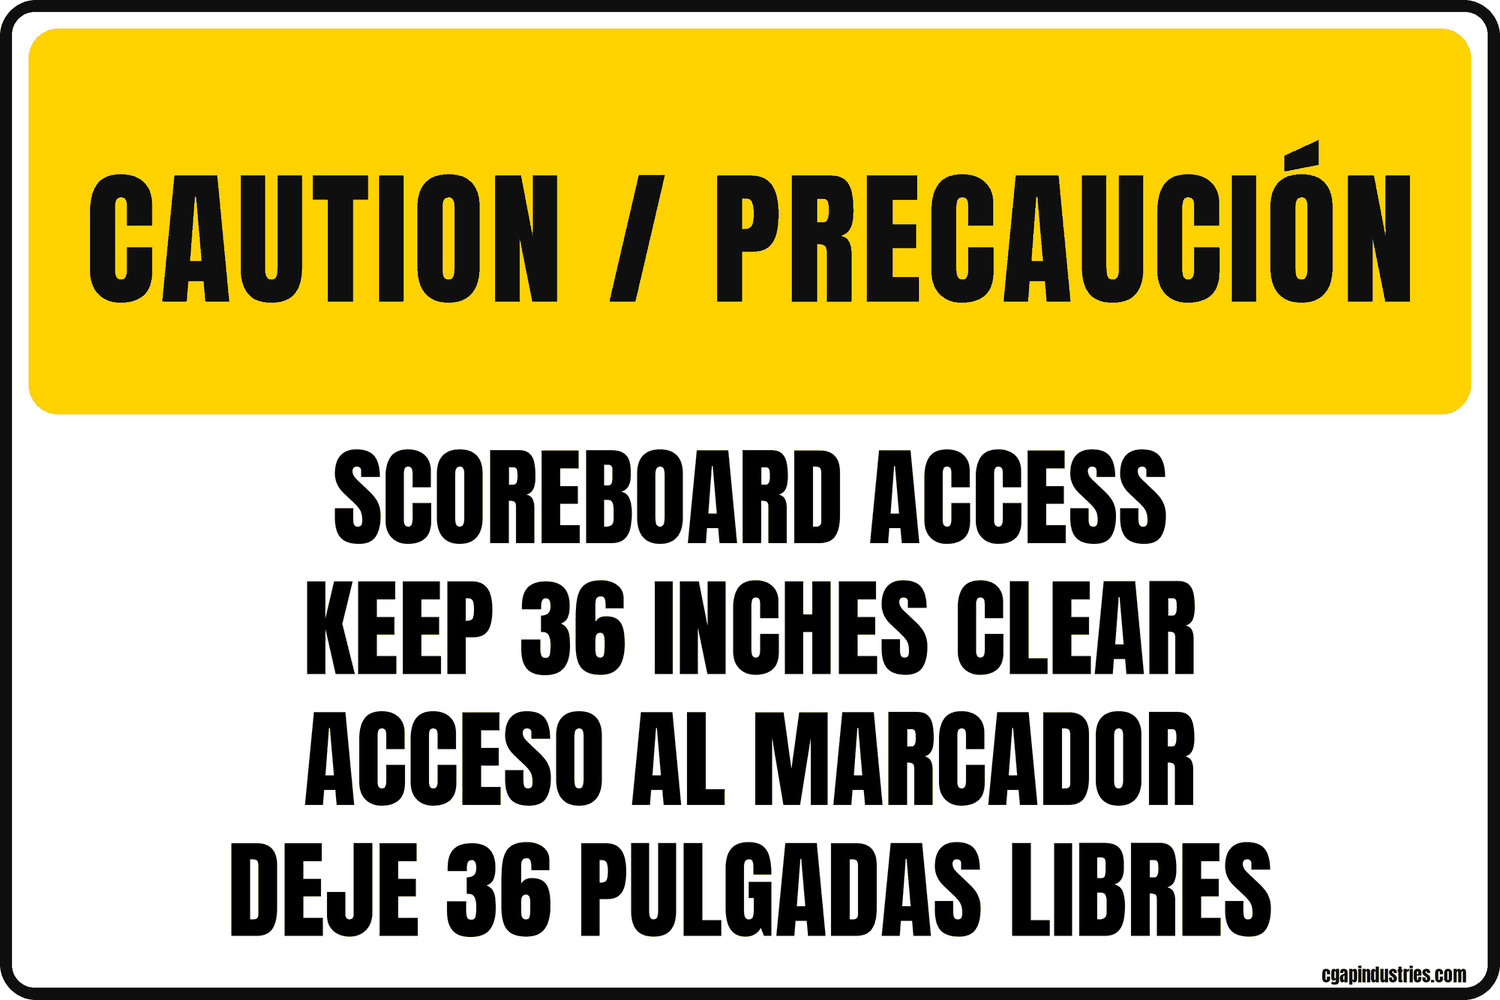 CAUTION / PRECAUCIÓN
SCOREBOARD ACCESS
KEEP 36 INCHES CLEAR
ACCESO AL MARCADOR
DEJE 36 PULGADAS LIBRES
cgapindustries.com